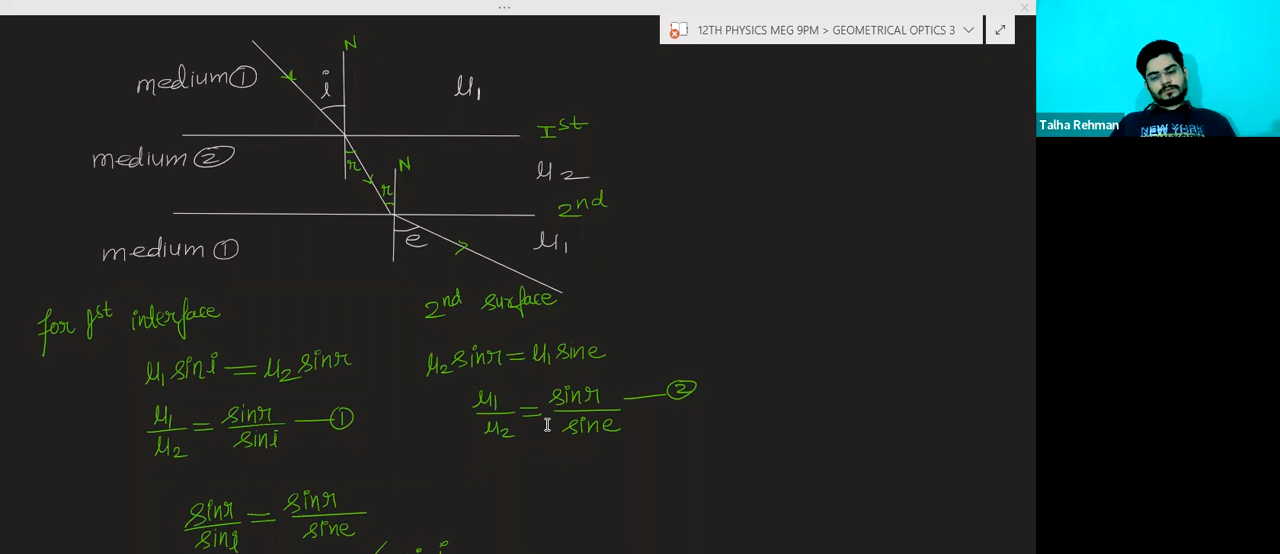 12TH PHYSICS MEG 9PM > GEOMETRICAL OPTICS 3
Talha Rehman
NEW YORK
N
medium ①
i
μ₁
Iˢᵗ
medium ②
r
N
μ₂
r
2ⁿᵈ
medium ①
e
μ₁
for Iˢᵗ interface
μ₁ sin i = μ₂ sin r
μ₁/μ₂ = sin r/sin i — ①
2ⁿᵈ surface
μ₂ sin r = μ₁ sin e
μ₁/μ₂ = sin r/sin e — ②
sin r/sin i = sin r/sin e